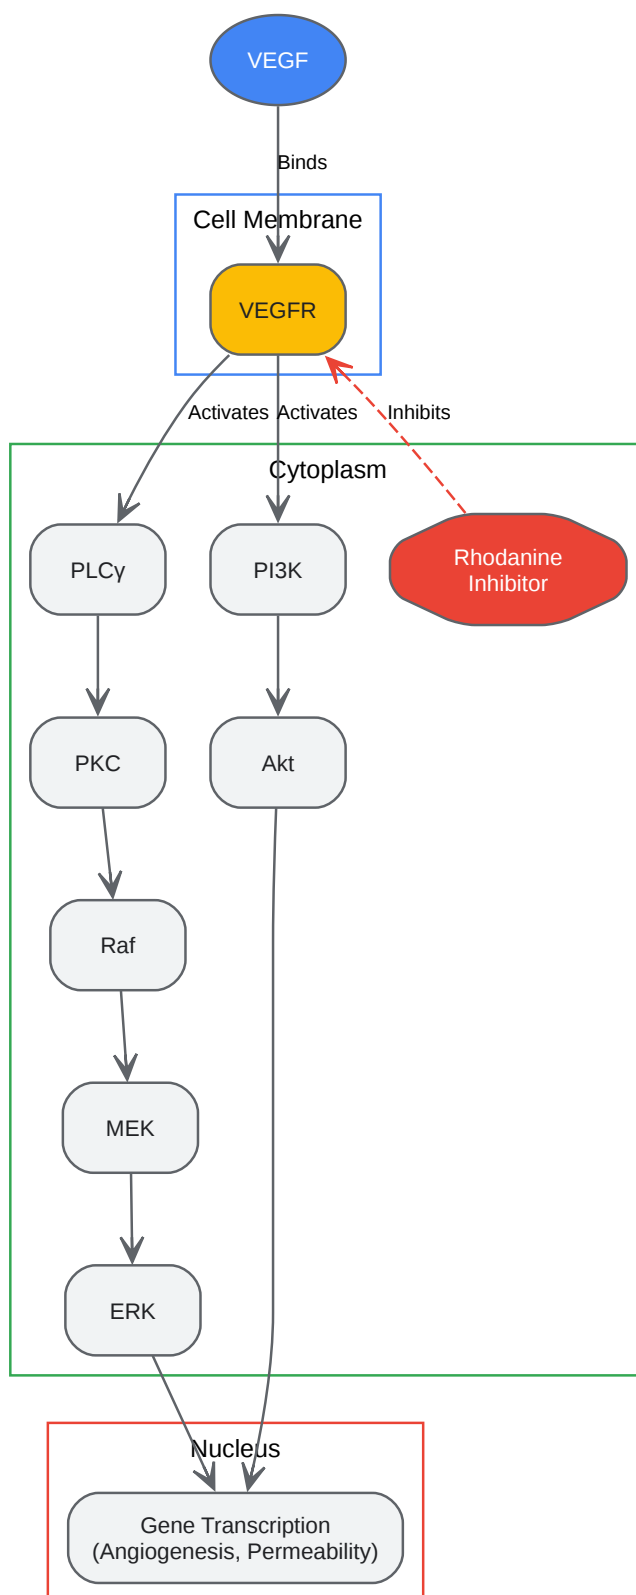 VEGF
Binds
Cell Membrane
VEGFR
Activates
Activates
Inhibits
Cytoplasm
PLCγ
PI3K
Rhodanine
Inhibitor
PKC
Akt
Raf
MEK
ERK
Nucleus
Gene Transcription
(Angiogenesis, Permeability)